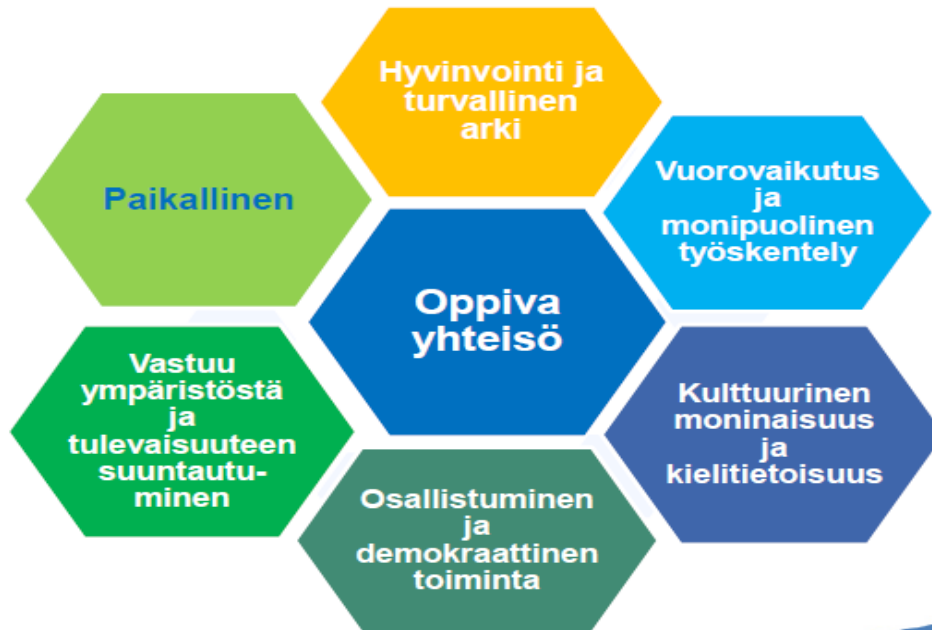 Hyvinvointi ja
turvallinen
arki
Paikallinen
Vuorovaikutus
ja
monipuolinen
työskentely
Oppiva
yhteisö
Vastuu
ympäristöstä
ja
tulevaisuuteen
suuntautu-
minen
Kulttuurinen
moninaisuus
ja
kielitietoisuus
Osallistuminen
ja
demokraattinen
toiminta